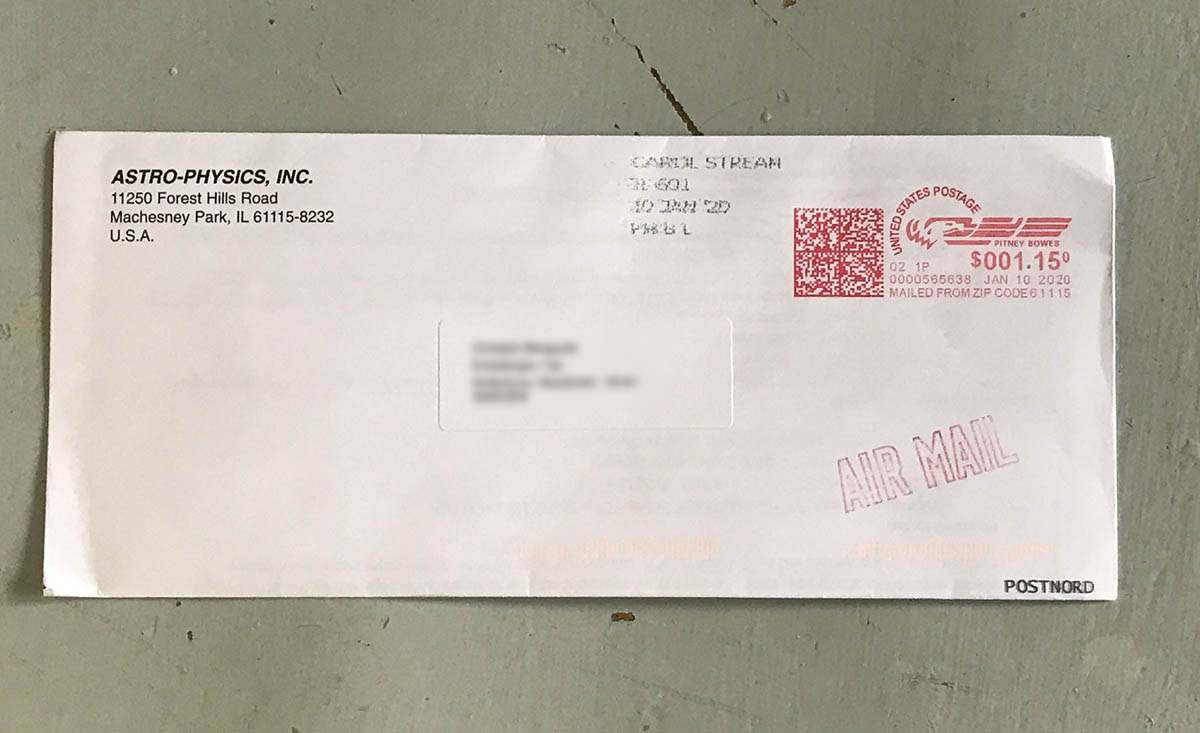 ASTRO-PHYSICS, INC.
11250 Forest Hills Road
Machesney Park, IL 61115-8232
U.S.A.
CAROL STREAM
10 JAN '20
UNITED STATES POSTAGE
PITNEY BOWES
$001.15⁰
02 1P
0000565638 JAN 10 2020
MAILED FROM ZIP CODE 61115
AIR MAIL
POSTNORD